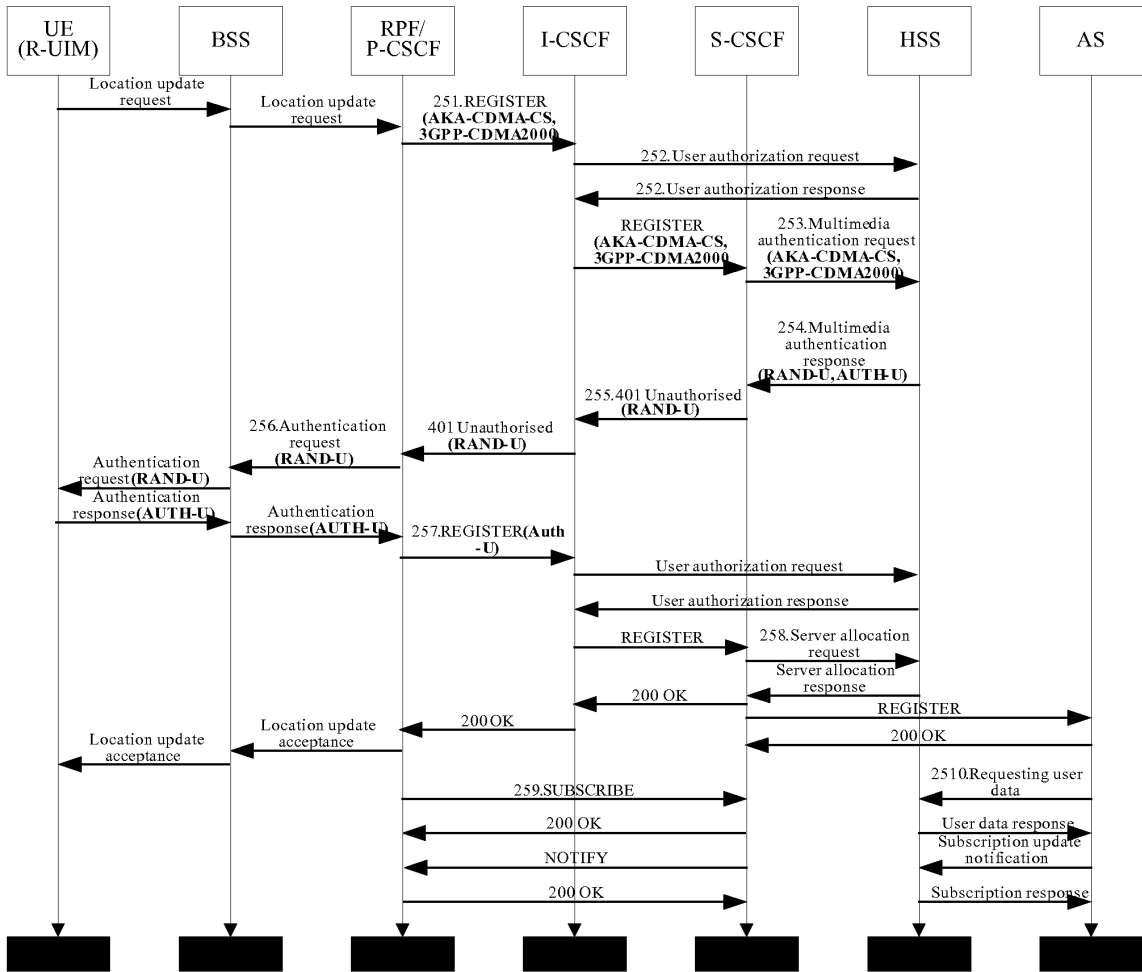 UE
(R-UIM)
BSS
RPF/
P-CSCF
I-CSCF
S-CSCF
HSS
AS
Location update
request
Location update
request
251.REGISTER
(AKA-CDMA-CS,
3GPP-CDMA2000)
252.User authorization request
252.User authorization response
REGISTER
(AKA-CDMA-CS,
3GPP-CDMA2000
253.Multimedia
authentication request
(AKA-CDMA-CS,
3GPP-CDMA2000)
254.Multimedia
authentication
response
(RAND-U,AUTH-U)
255.401 Unauthorised
(RAND-U)
401 Unauthorised
(RAND-U)
256.Authentication
request
(RAND-U)
Authentication
request(RAND-U)
Authentication
response(AUTH-U)
Authentication
response(AUTH-U)
257.REGISTER(Auth
-U)
User authorization request
User authorization response
REGISTER
258.Server allocation
request
Server allocation
response
200 OK
200 OK
REGISTER
Location update
acceptance
Location update
acceptance
200 OK
259.SUBSCRIBE
2510.Requesting user
data
200 OK
User data response
NOTIFY
Subscription update
notification
200 OK
Subscription response